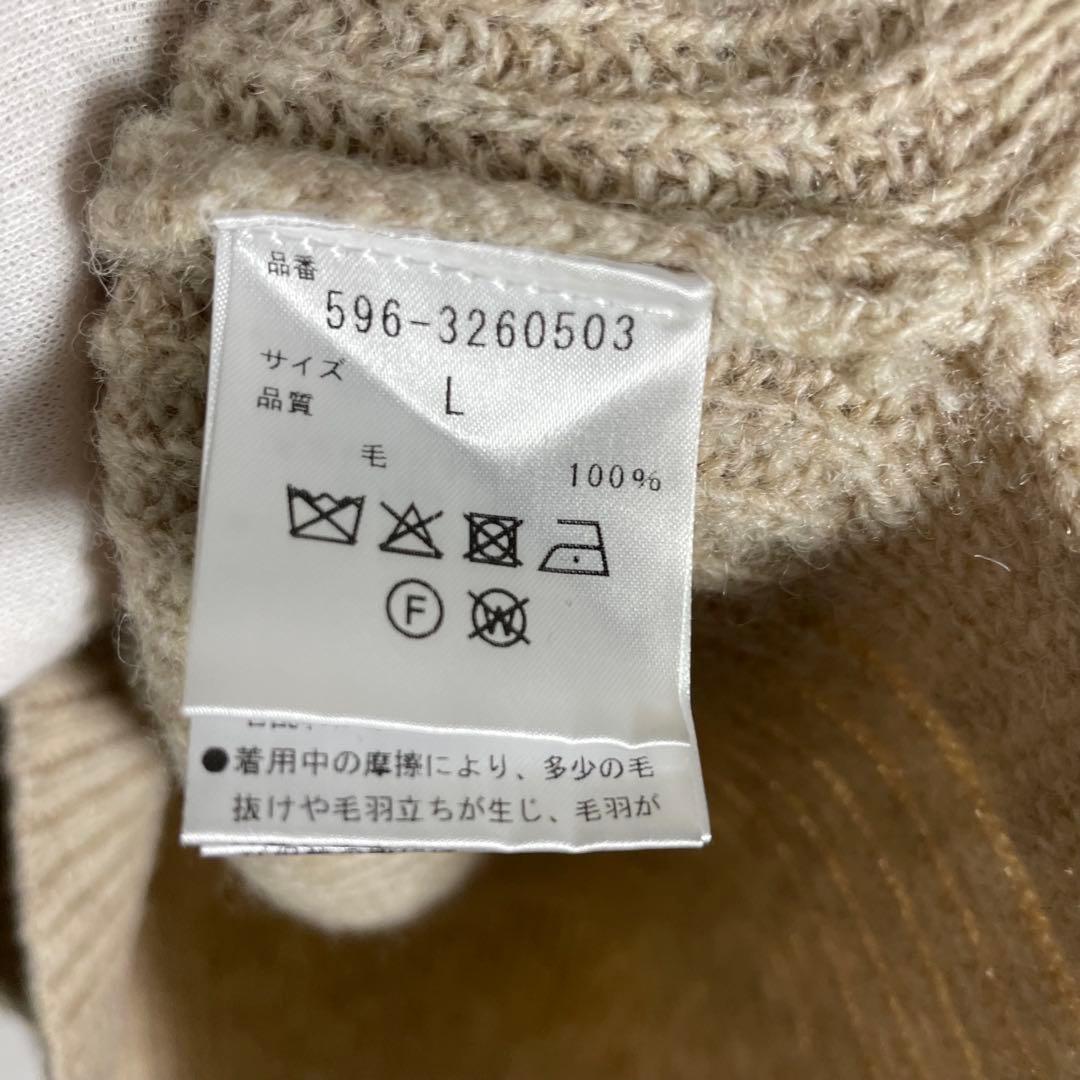 品番
596-3260503
サイズ L
品質
毛 100%
F W
●着用中の摩擦により、多少の毛
抜けや毛羽立ちが生じ、毛羽が